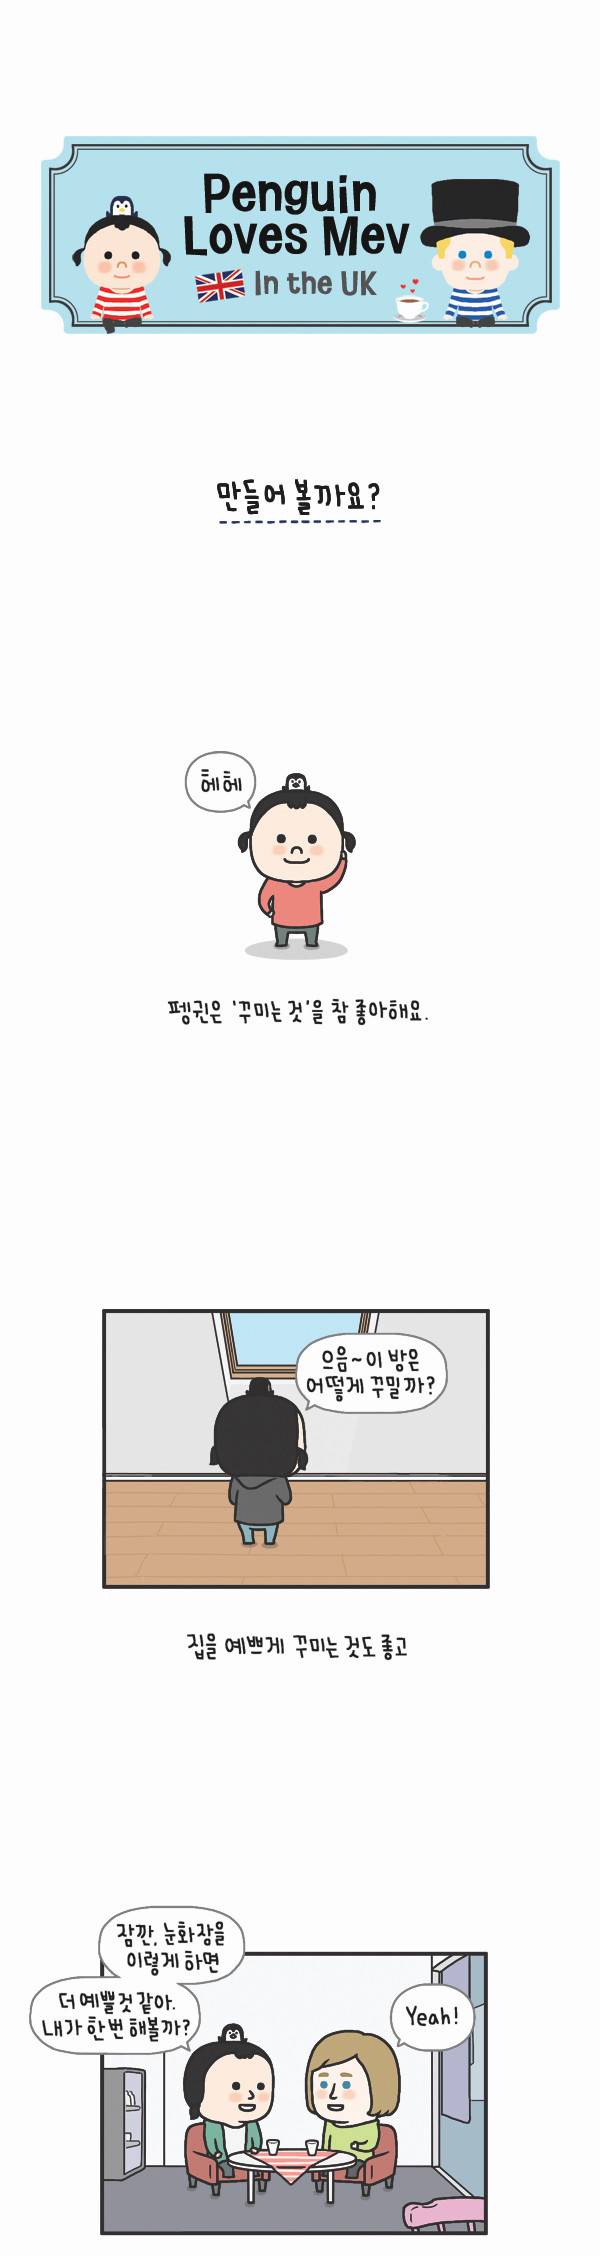 Penguin
Loves Mev
In the UK
만들어 볼까요?
헤헤
펭귄은 '꾸미는 것'을 참 좋아해요.
으음~이 방은
어떻게 꾸밀까?
집을 예쁘게 꾸미는 것도 좋고
잠깐, 눈화장을
이렇게 하면
더 예쁠것 같아.
내가 한번 해볼까?
Yeah!